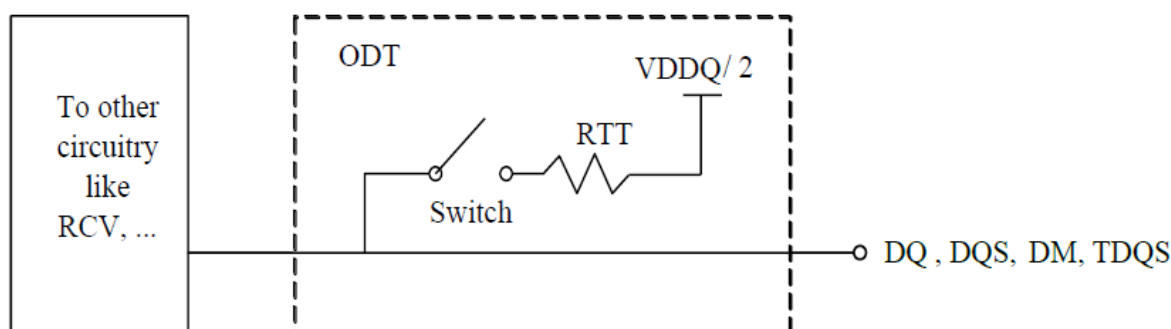 To other
circuitry
like
RCV, ...
ODT
VDDQ/ 2
RTT
Switch
DQ , DQS, DM, TDQS